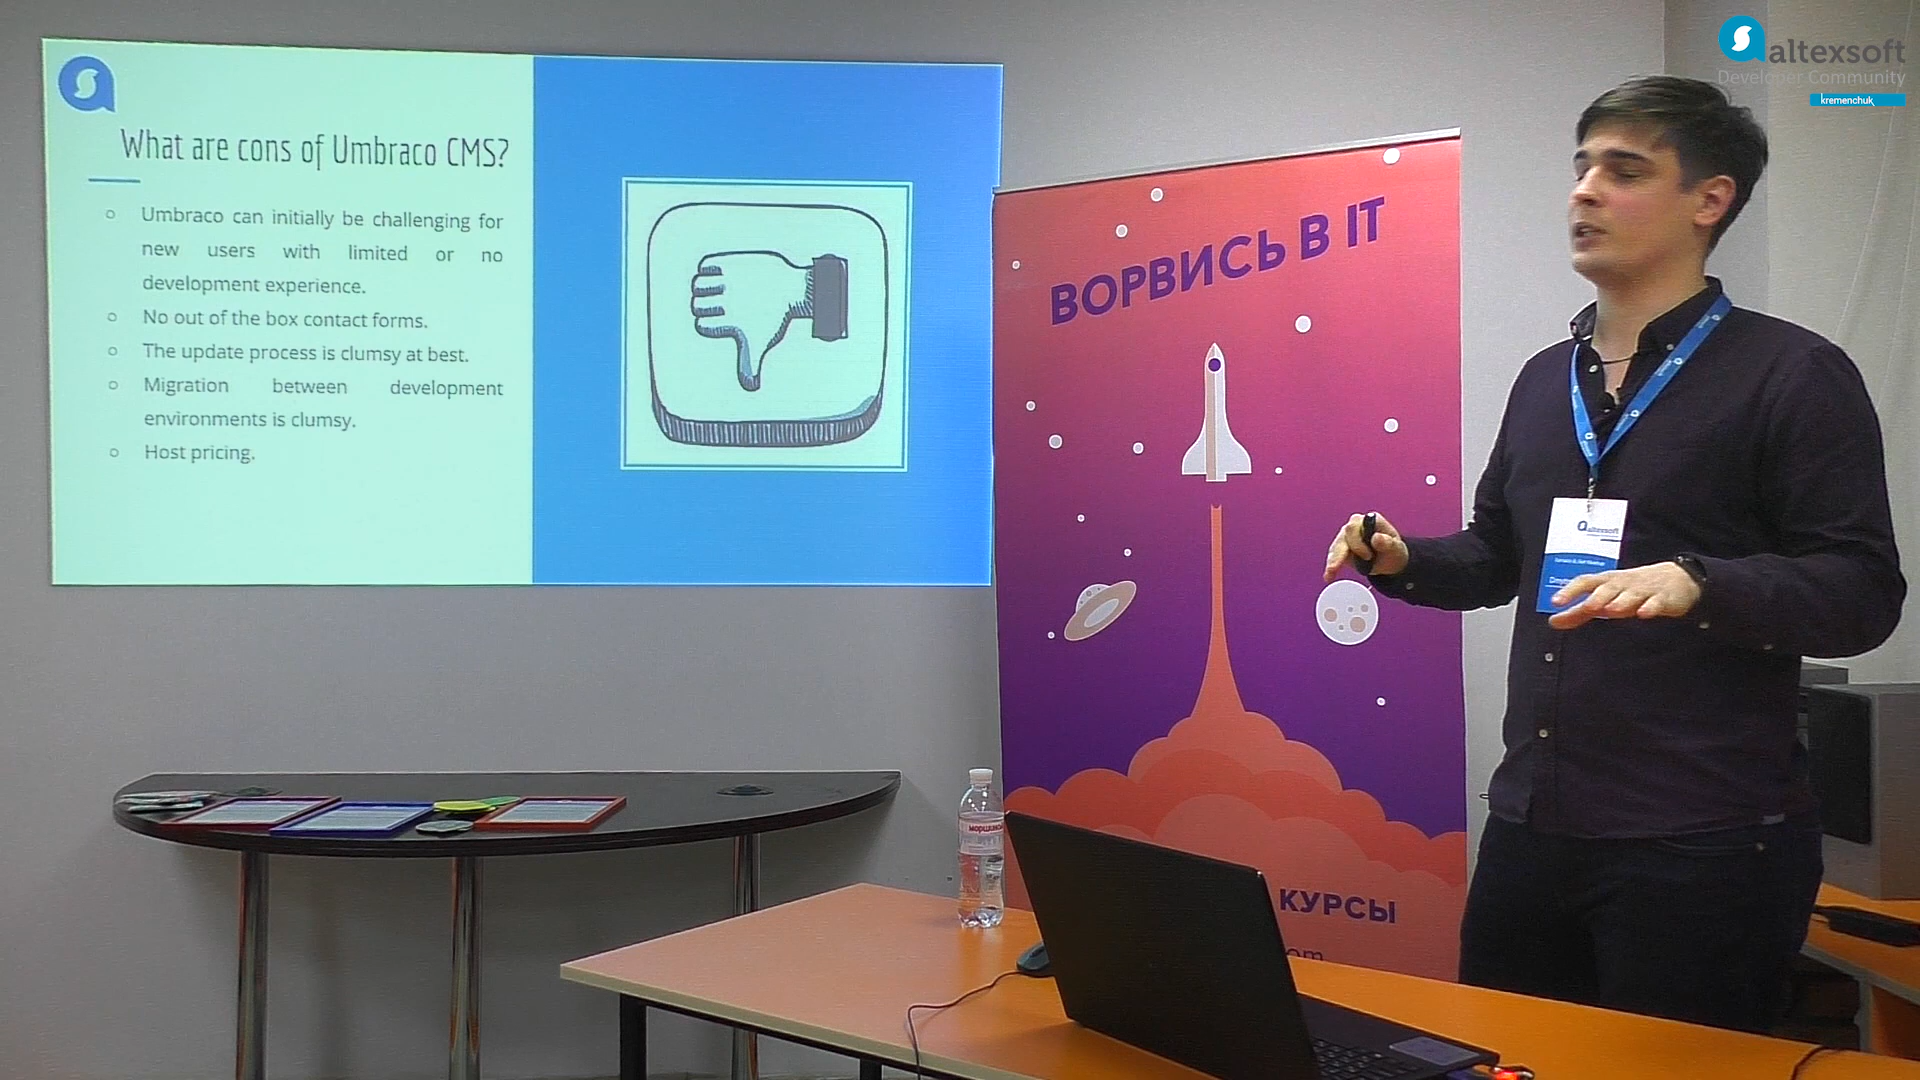 What are cons of Umbraco CMS?
Umbraco can initially be challenging for
new users with limited or no
development experience.
No out of the box contact forms.
The update process is clumsy at best.
Migration between development
environments is clumsy.
Host pricing.
ВОРВИСЬ В IT
КУРСЫ
om
altexsoft
Developer Community
kremenchuk
altexsoft